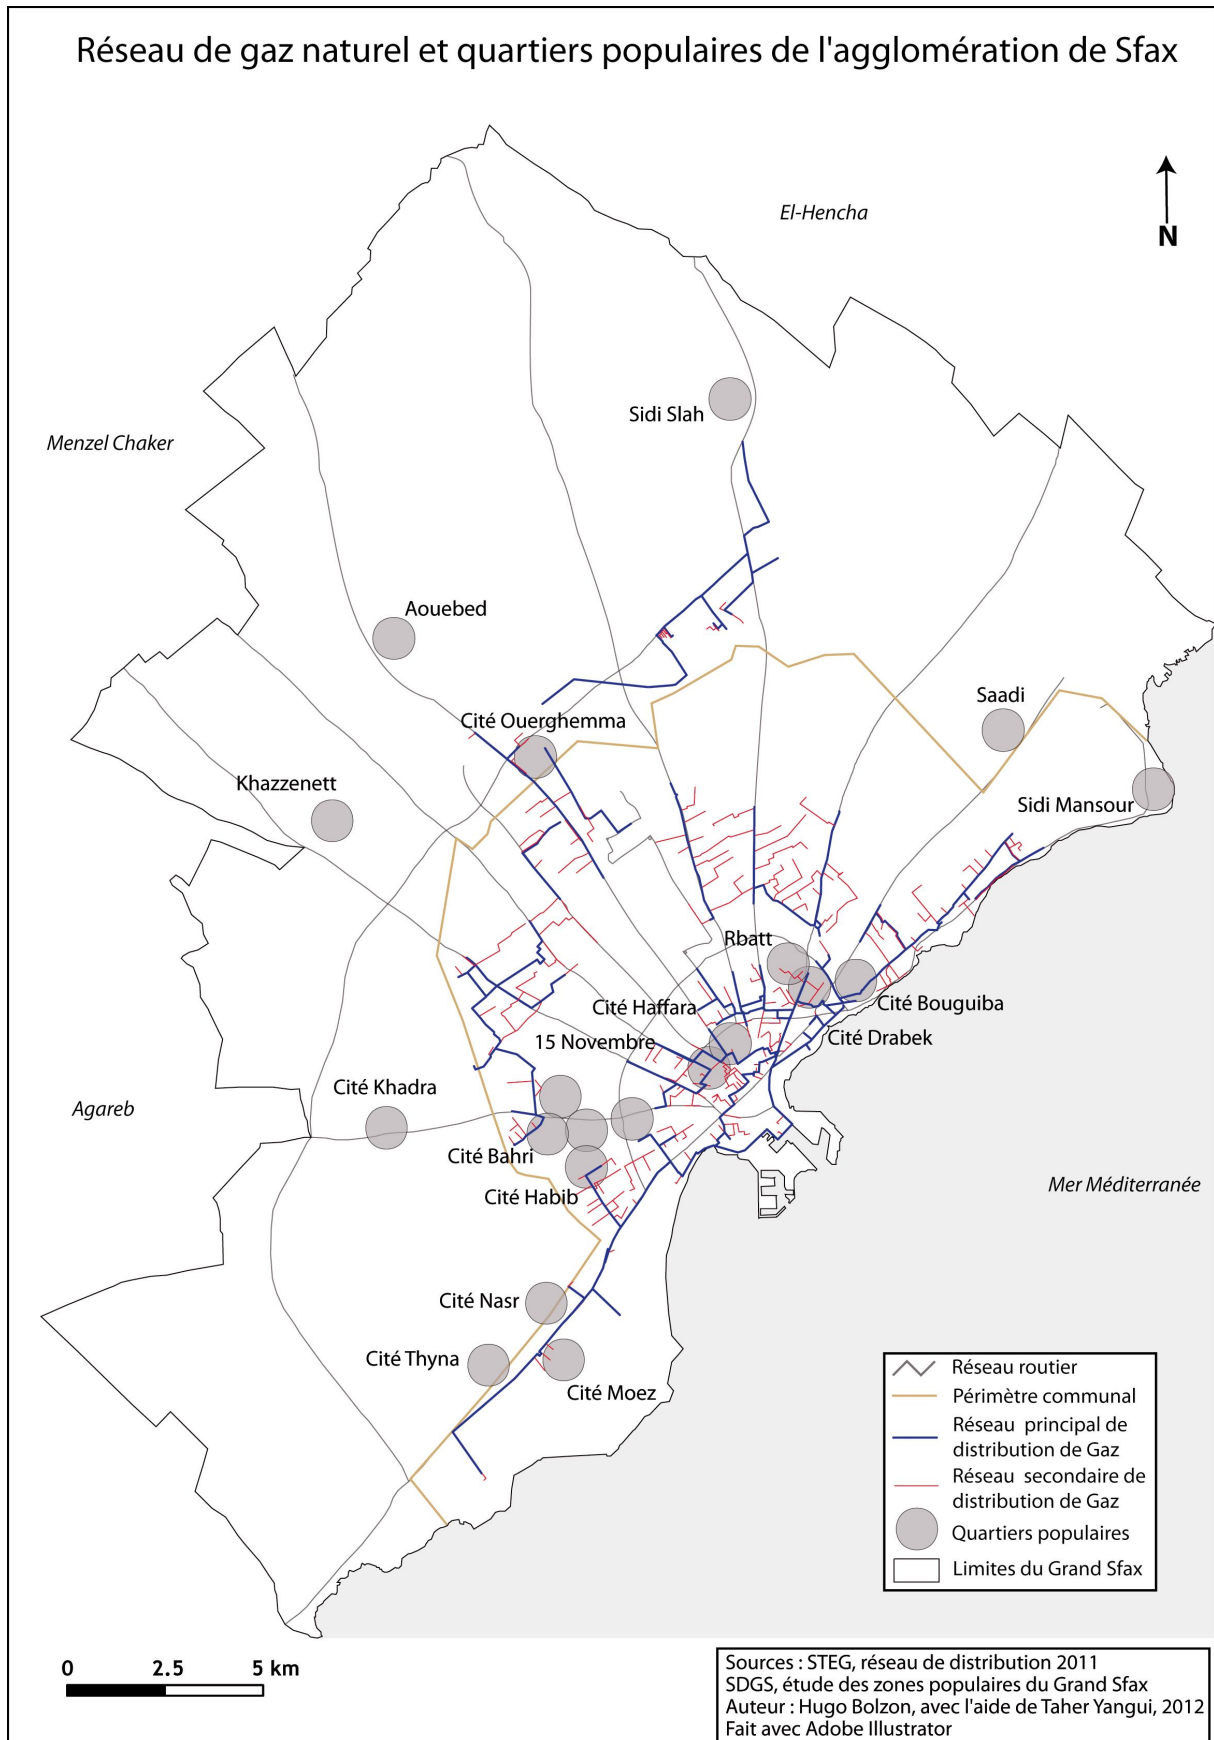 Réseau de gaz naturel et quartiers populaires de l'agglomération de Sfax
El-Hencha
N
Sidi Slah
Menzel Chaker
Aouebed
Saadi
Cité Ouerghemma
Khazzenett
Sidi Mansour
Rbatt
Cité Haffara
Cité Bouguiba
15 Novembre
Cité Drabek
Cité Khadra
Agareb
Cité Bahri
Mer Méditerranée
Cité Habib
Cité Nasr
Cité Thyna
Cité Moez
Réseau routier
Périmètre communal
Réseau principal de
distribution de Gaz
Réseau secondaire de
distribution de Gaz
Quartiers populaires
Limites du Grand Sfax
0 2.5 5 km
Sources : STEG, réseau de distribution 2011
SDGS, étude des zones populaires du Grand Sfax
Auteur : Hugo Bolzon, avec l'aide de Taher Yangui, 2012
Fait avec Adobe Illustrator